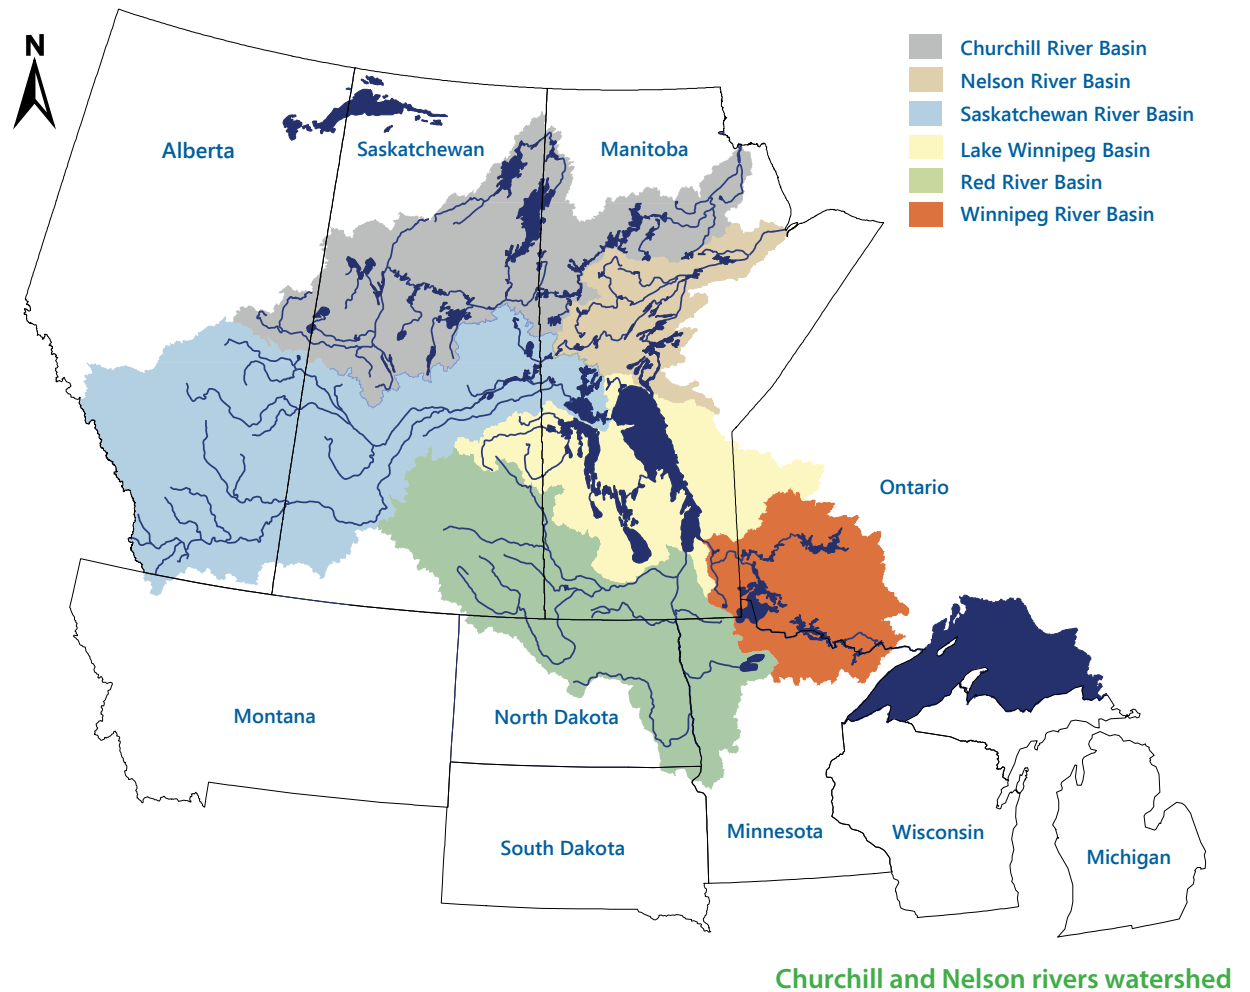 N
Churchill River Basin
Nelson River Basin
Saskatchewan River Basin
Lake Winnipeg Basin
Red River Basin
Winnipeg River Basin
Alberta
Saskatchewan
Manitoba
Ontario
Montana
North Dakota
South Dakota
Minnesota
Wisconsin
Michigan
Churchill and Nelson rivers watershed